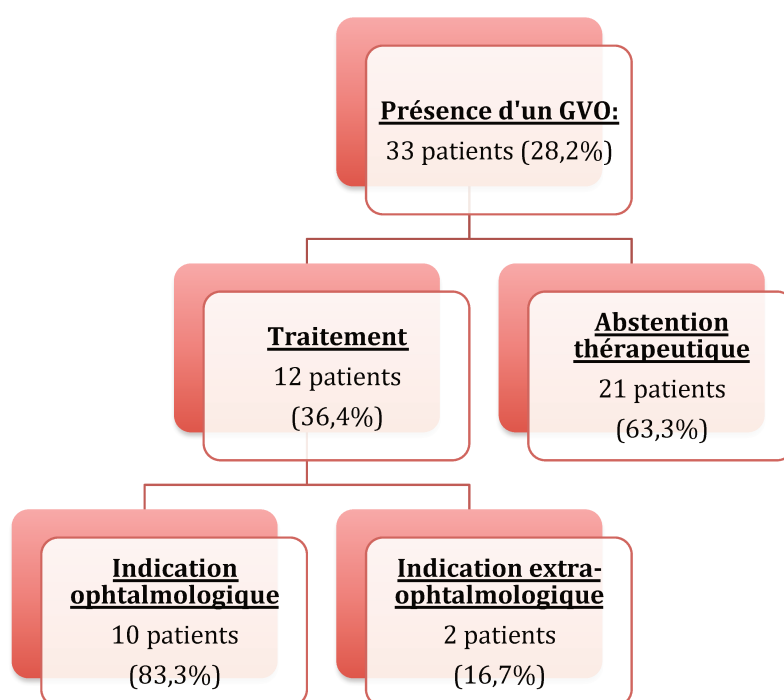 Présence d'un GVO:
33 patients (28,2%)
Traitement
12 patients
(36,4%)
Abstention
thérapeutique
21 patients
(63,3%)
Indication
ophtalmologique
10 patients
(83,3%)
Indication extra-
ophtalmologique
2 patients
(16,7%)